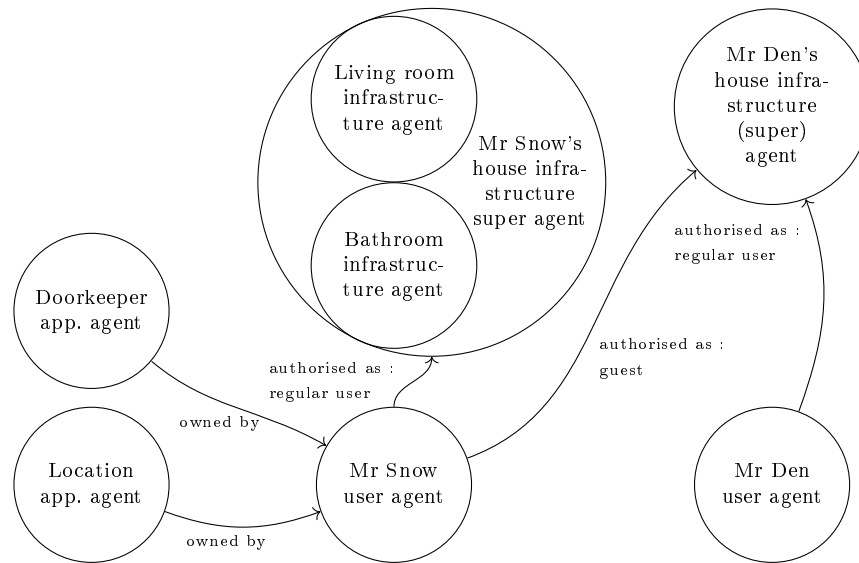 Living room
infrastruc-
ture agent
Mr Snow's
house infra-
structure
super agent
Bathroom
infrastruc-
ture agent
Mr Den's
house infra-
structure
(super)
agent
authorised as :
regular user
Doorkeeper
app. agent
authorised as :
guest
authorised as :
regular user
owned by
Location
app. agent
Mr Snow
user agent
Mr Den
user agent
owned by